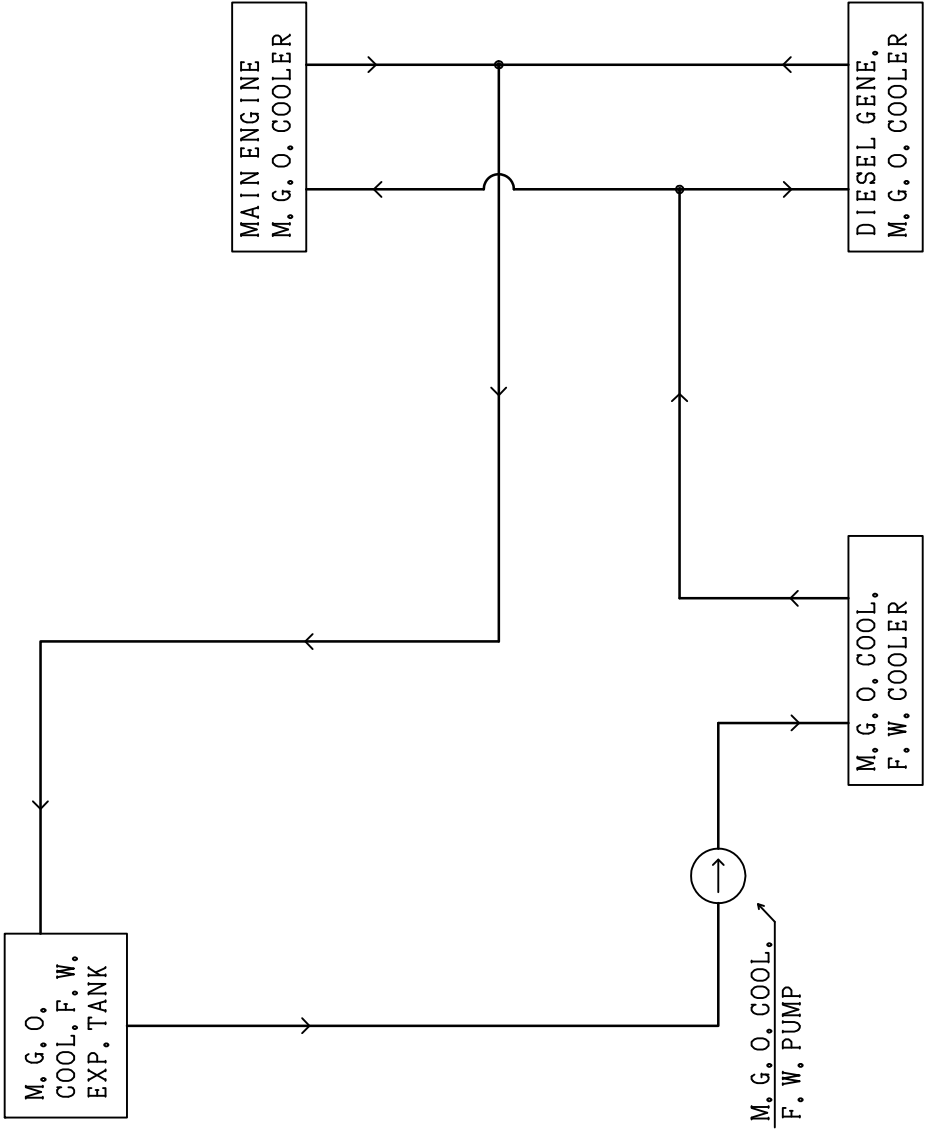 M. G. O.
COOL. F. W.
EXP. TANK
M. G. O. COOL.
F. W. PUMP
M. G. O. COOL.
F. W. COOLER
MAIN ENGINE
M. G. O. COOLER
DIESEL GENE.
M. G. O. COOLER